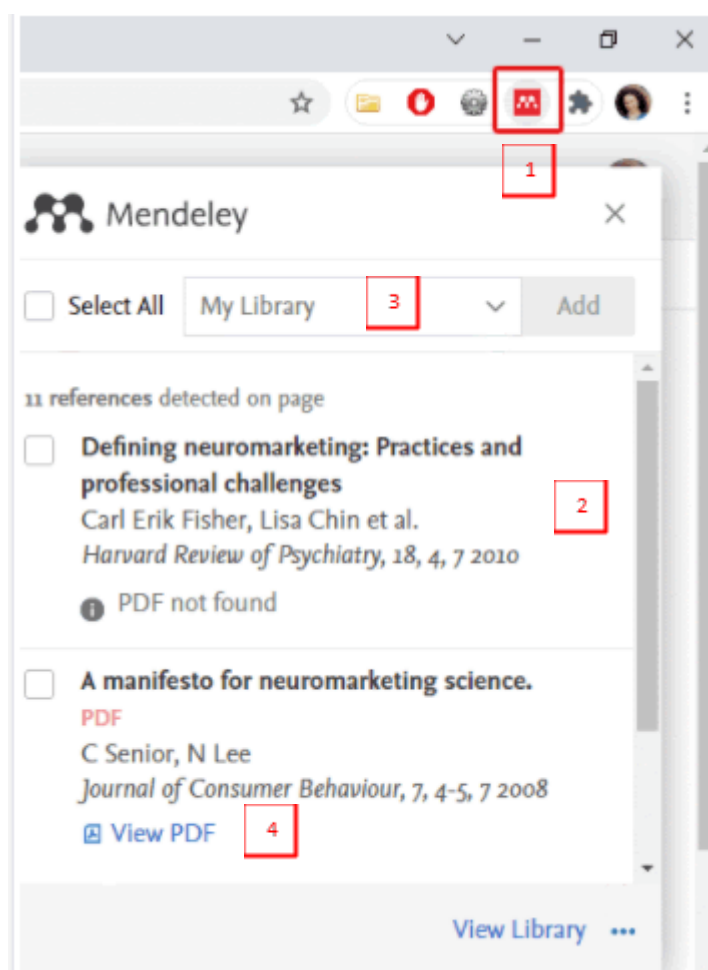 1
Mendeley
Select All My Library 3 Add
11 references detected on page
Defining neuromarketing: Practices and
professional challenges
Carl Erik Fisher, Lisa Chin et al.
Harvard Review of Psychiatry, 18, 4, 7 2010
2
PDF not found
A manifesto for neuromarketing science.
PDF
C Senior, N Lee
Journal of Consumer Behaviour, 7, 4-5, 7 2008
View PDF 4
View Library